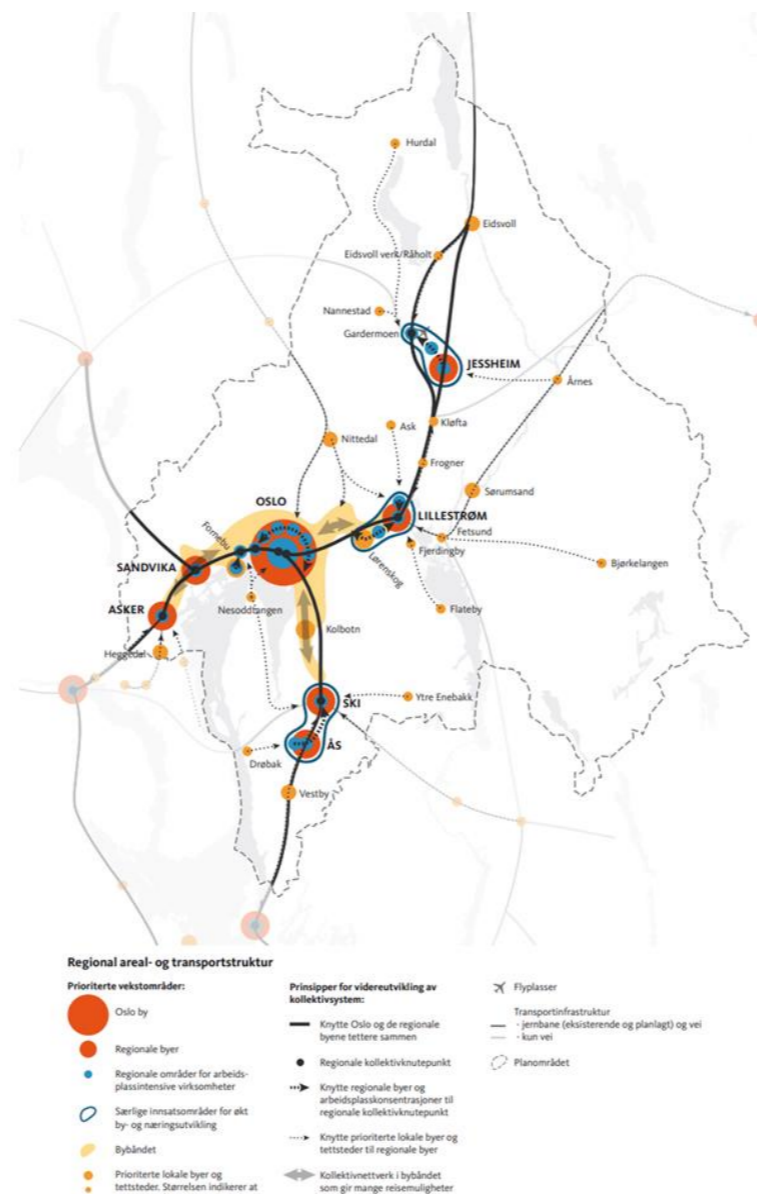 Hurdal
Eidsvoll
Eidsvoll verk/Råholt
Nannestad
Gardermoen
JESSHEIM
Årnes
Ask
Kløfta
Nittedal
Frogner
OSLO
Sørumsand
LILLESTRØM
Fornebu
Fetsund
Lørenskog
Fjerdingby
SANDVIKA
Bjørkelangen
ASKER
Nesoddtangen
Flateby
Kolbotn
Heggedal
SKI
Ytre Enebakk
ÅS
Drøbak
Vestby
Regional areal- og transportstruktur
Prioriterte vekstområder:
Oslo by
Regionale byer
Regionale områder for arbeids-
plassintensive virksomheter
Særlige innsatsområder for økt
by- og næringsutvikling
Bybåndet
Prioriterte lokale byer og
tettsteder. Størrelsen indikerer at
Prinsipper for videreutvikling av
kollektivsystem:
Knytte Oslo og de regionale
byene tettere sammen
Regionale kollektivknutepunkt
Knytte regionale byer og
arbeidsplasskonsentrasjoner til
regionale kollektivknutepunkt
Knytte prioriterte lokale byer og
tettsteder til regionale byer
Kollektivnettverk i bybåndet
som gir mange reisemuligheter
Flyplasser
Transportinfrastruktur
- jernbane (eksisterende og planlagt) og vei
- kun vei
Planområdet